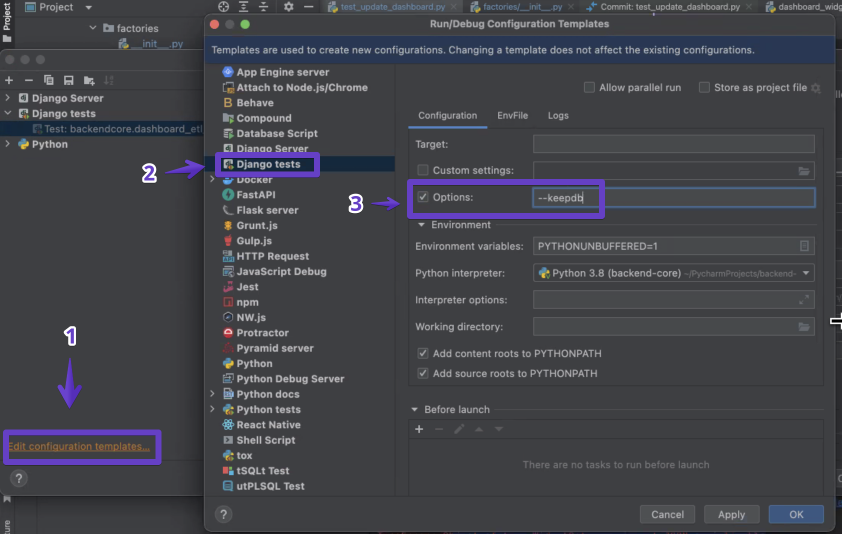 Project
Project
factories
__init__.py
test_update_dashboard.py
factories/__init__.py
Commit: test_update_dashboard.py
Django Server
Django tests
Test: backendcore.dashboard_etl
Python
1
Edit configuration templates...
?
Run/Debug Configuration Templates
Templates are used to create new configurations. Changing a template does not affect the existing configurations.
App Engine server
Attach to Node.js/Chrome
Behave
Compound
Database Script
Django Server
2
Django tests
Docker
FastAPI
Flask server
Grunt.js
Gulp.js
HTTP Request
JavaScript Debug
Jest
npm
NW.js
Protractor
Pyramid server
Python
Python Debug Server
Python docs
Python tests
React Native
Shell Script
tox
tSQLt Test
utPLSQL Test
?
Allow parallel run
Store as project file
Configuration
EnvFile
Logs
Target:
Custom settings:
3
Options: --keepdb
Environment
Environment variables: PYTHONUNBUFFERED=1
Python interpreter: Python 3.8 (backend-core) ~/PycharmProjects/backend-
Interpreter options:
Working directory:
Add content roots to PYTHONPATH
Add source roots to PYTHONPATH
Before launch
There are no tasks to run before launch
Cancel
Apply
OK